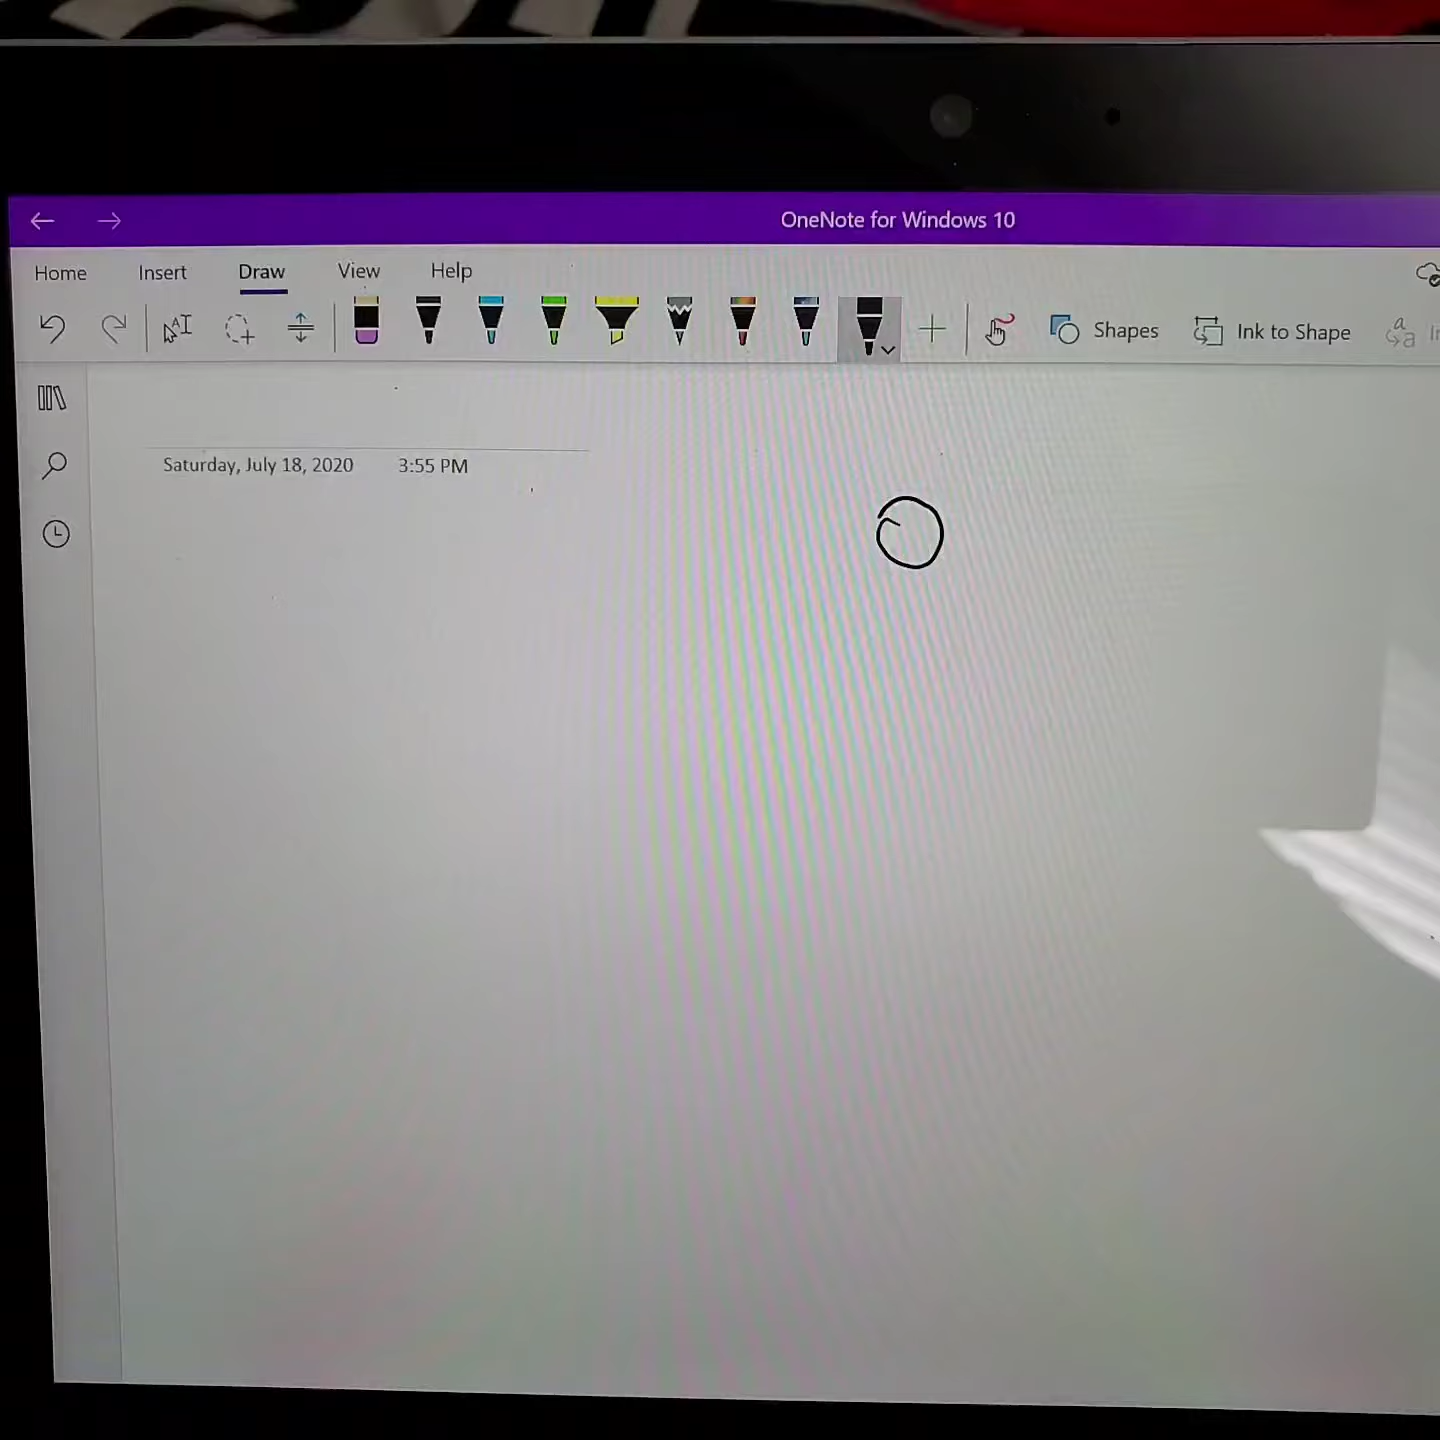 OneNote for Windows 10
Home Insert Draw View Help
Shapes Ink to Shape
Saturday, July 18, 2020 3:55 PM